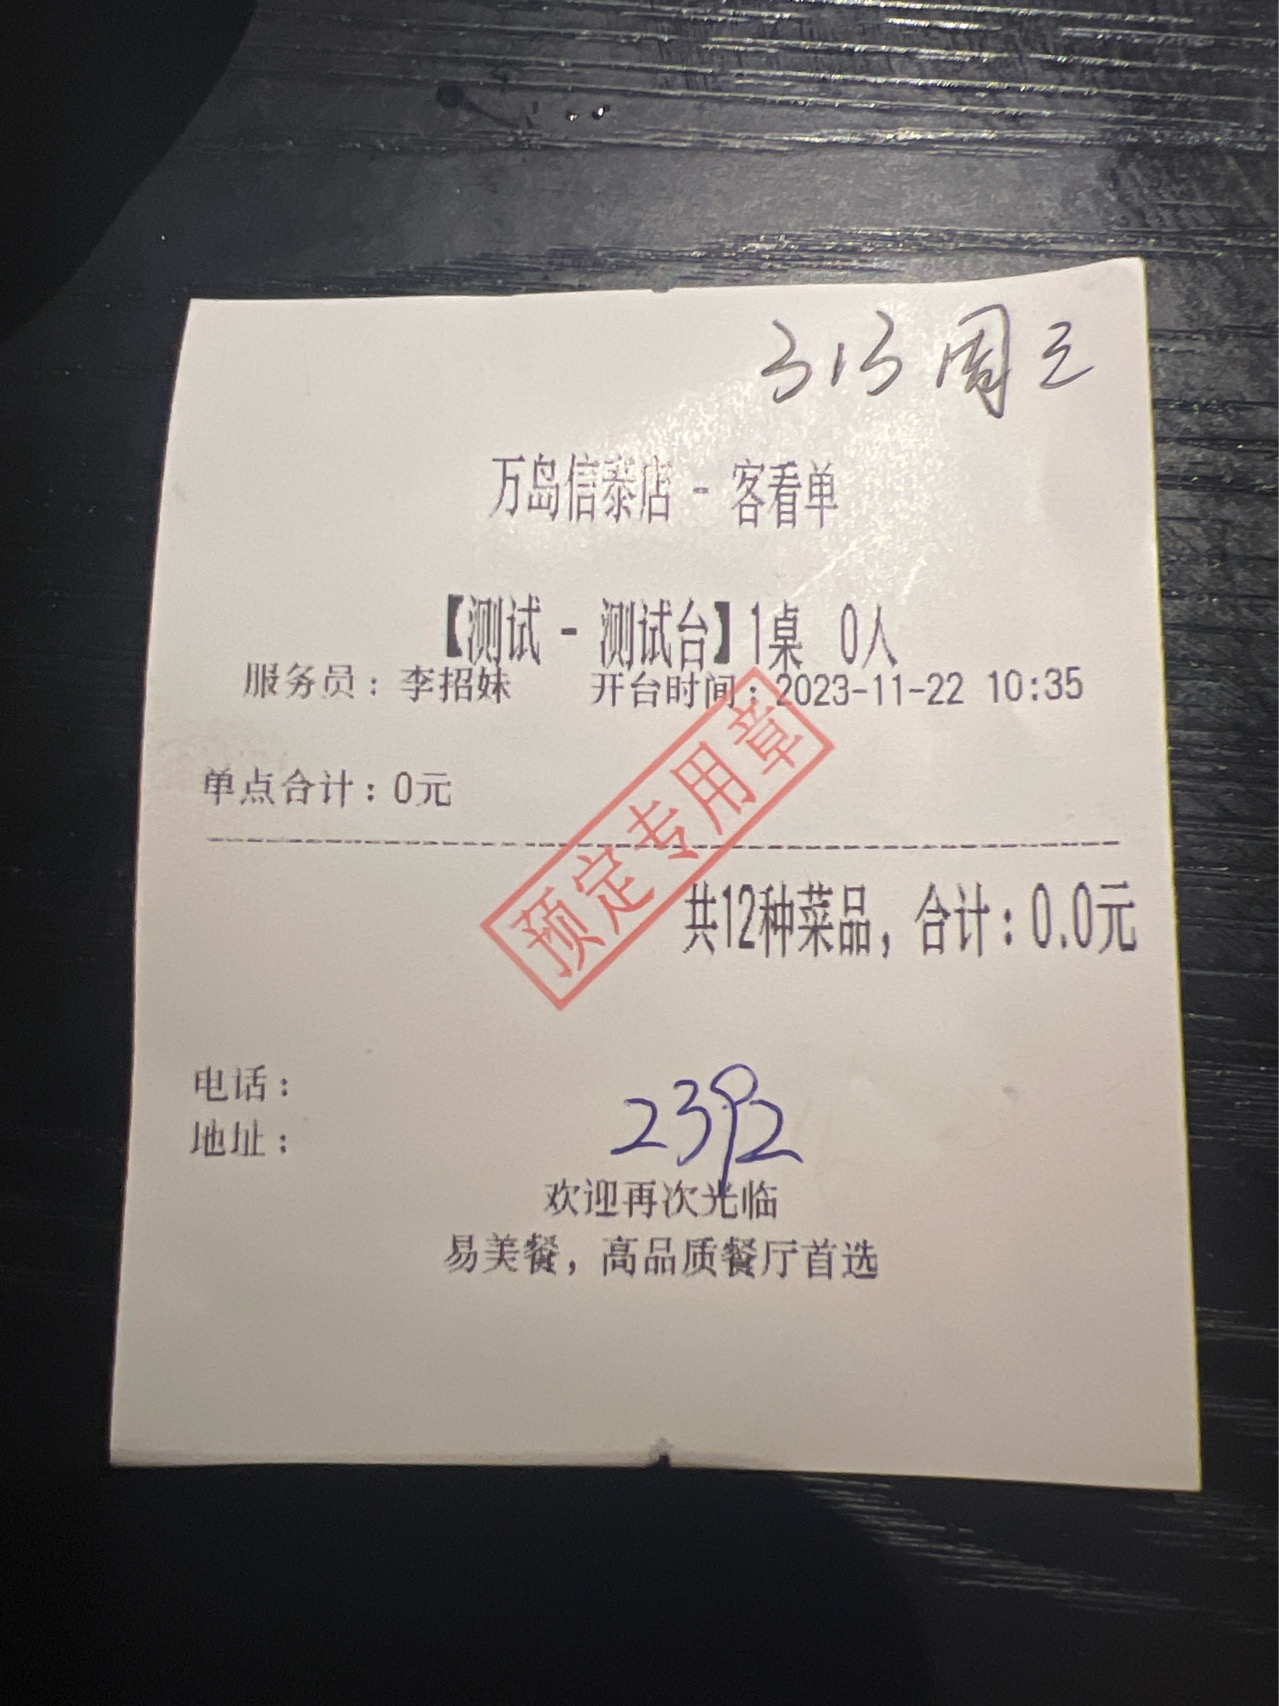 313周三
万岛信泰店 - 客看单
【测试 - 测试台】1桌 0人
服务员：李招妹 开台时间：2023-11-22 10:35
单点合计：0元
预定专用章
共12种菜品，合计：0.0元
电话：
地址：
2392
欢迎再次光临
易美餐，高品质餐厅首选